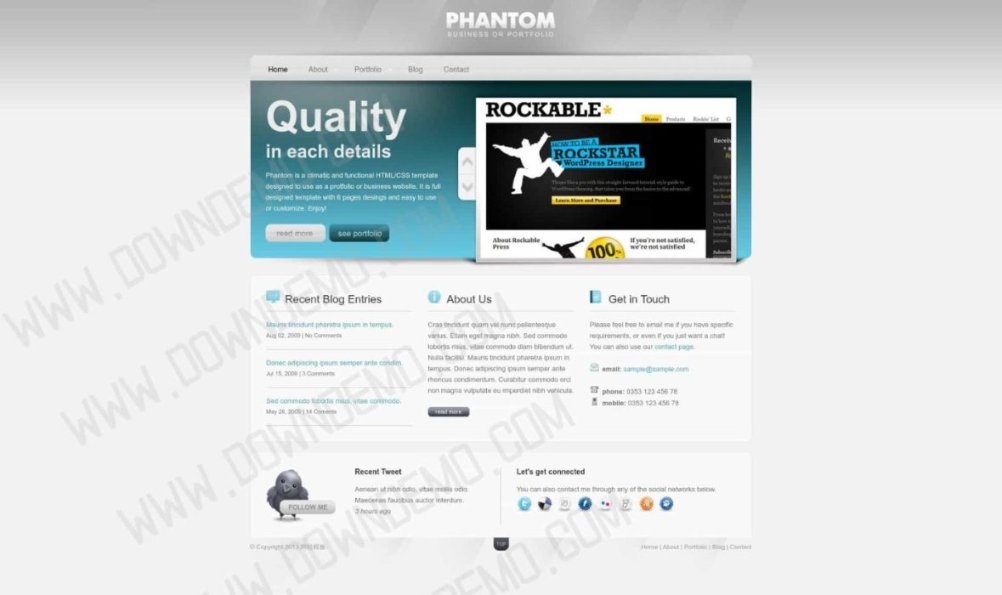 PHANTOM
BUSINESS OR PORTFOLIO
Home About Portfolio Blog Contact
Quality
in each details
Phantom is a climatic and functional HTML/CSS template
designed to use as a protfolio or business website. It is full
designed template with 6 pages desings and easy to use
or customize. Enjoy!
read more see portfolio
ROCKABLE*
Home Products Rockin' List
HOW TO BE A
ROCKSTAR
WordPress Designer
Learn More and Purchase
About Rockable
Press
100%
If you're not satisfied,
we're not satisfied
Recent Blog Entries
Mauris tincidunt pharetra ipsum in tempus.
Aug 02, 2009 | No Comments
Donec adipiscing ipsum semper ante condim.
Jul 15, 2009 | 3 Comments
Sed commodo lobortis risus, vitae commodo.
May 28, 2009 | 14 Coments
About Us
Cras tincidunt quam vel nunc pellentesque
varius. Etiam eget magna nibh. Sed commodo
lobortis risus, vitae commodo diam bibendum ut.
Nulla facilisi. Mauris tincidunt pharetra ipsum in
tempus. Donec adipiscing ipsum semper ante
rhoncus condimentum. Curabitur commodo orci
non magna vulputate eu imperdiet nibh vehicula.
read more
Get in Touch
Please feel free to email me if you have specific
requirements, or even if you just want a chat!
You can also use our contact page.
email: sample@sample.com
phone: 0353 123 456 78
mobile: 0353 123 456 78
FOLLOW ME
Recent Tweet
Aenean ut nibh odio, vitae mollis odio.
Maecenas faucibus auctor interdum.
3 hours ago
Let's get connected
You can also contact me through any of the social networks below.
TOP
© Copyright 2013
Home | About | Portfolio | Blog | Contact
WWW.DOWNDEMO.COM
WWW.DOWNDEMO.COM
WWW.DOWNDEMO.COM
WWW.DOWNDEMO.COM